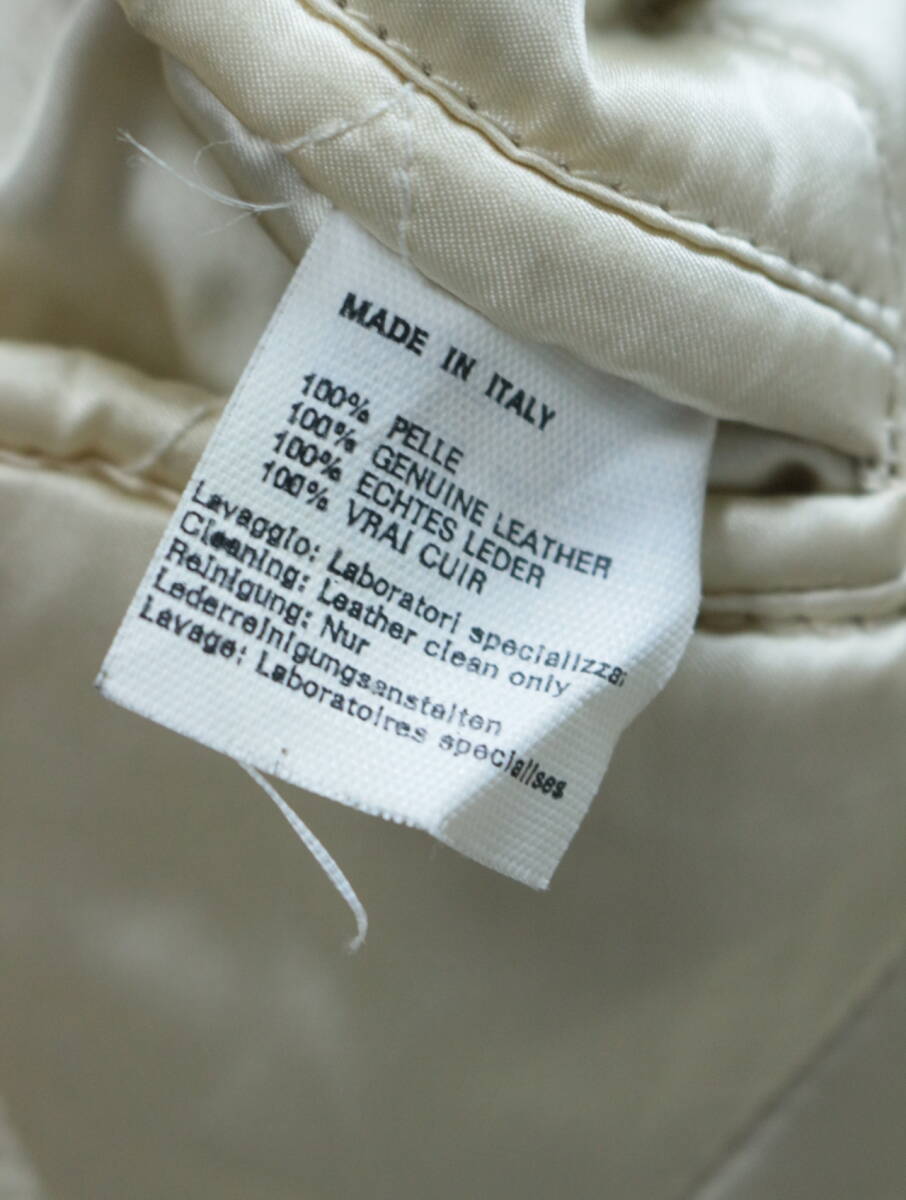 MADE IN ITALY
100% PELLE
100% GENUINE LEATHER
100% ECHTES LEDER
100% VRAI CUIR
Lavaggio: Laboratori specializzai
Cleaning: Leather clean only
Reinigung: Nur
Lederreinigungsanstalten
Lavage: Laboratoires specialises